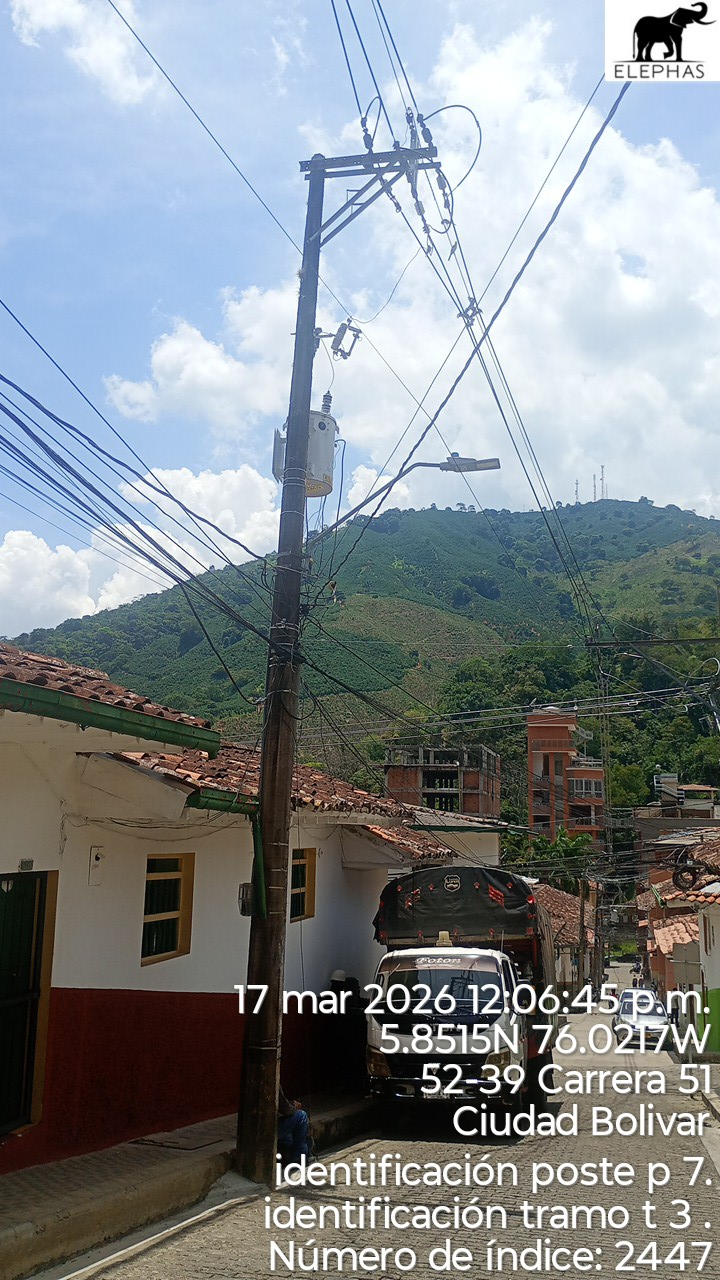 ELEPHAS
Foton
17 mar 2026 12:06:45 p.m.
5.8515N 76.0217W
52-39 Carrera 51
Ciudad Bolivar
identificación poste p 7.
identificación tramo t 3 .
Número de índice: 2447